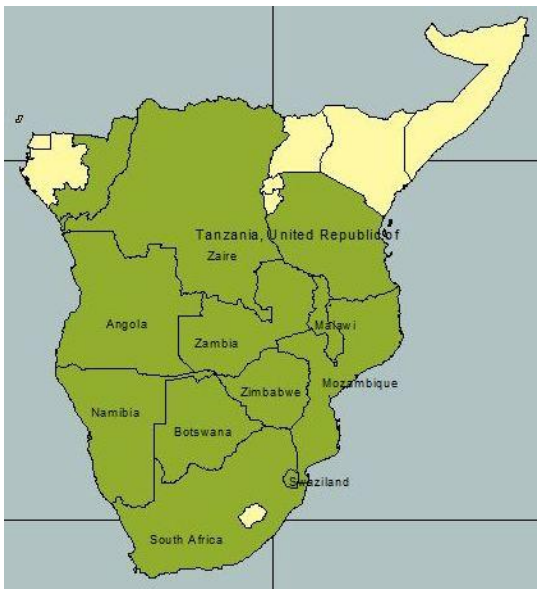 Tanzania, United Republic of
Zaire
Angola
Malawi
Zambia
Mozambique
Zimbabwe
Namibia
Botswana
Swaziland
South Africa